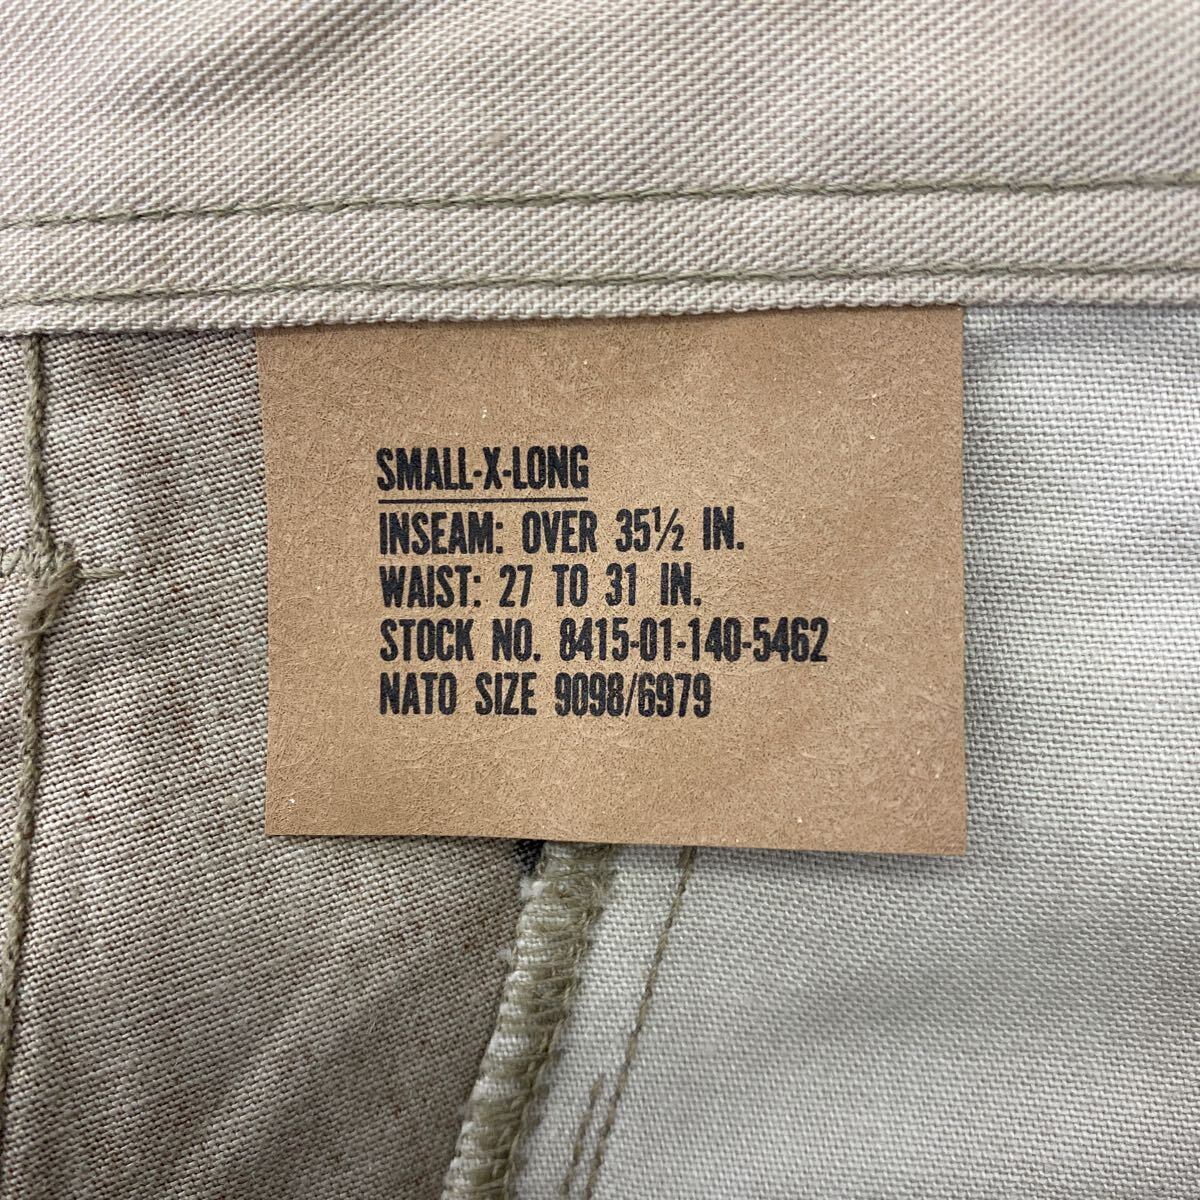 SMALL-X-LONG
INSEAM: OVER 35½ IN.
WAIST: 27 TO 31 IN.
STOCK NO. 8415-01-140-5462
NATO SIZE 9098/6979